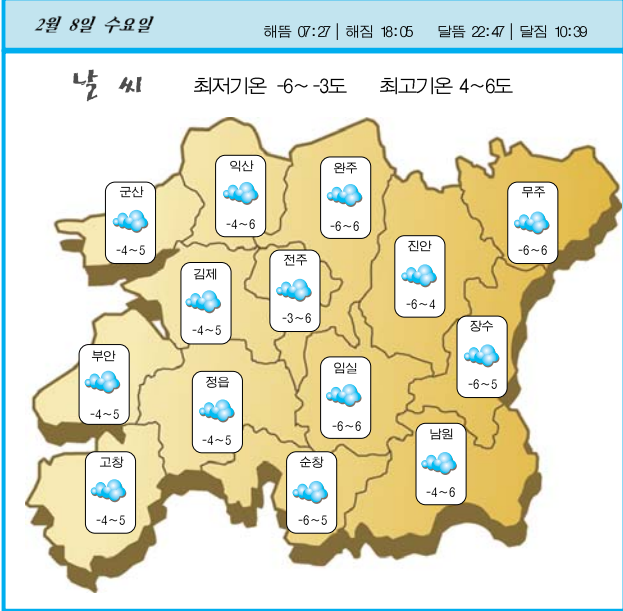 2월 8일 수요일 해뜸 07:27 | 해짐 18:05 달뜸 22:47 | 달짐 10:39
날 씨 최저기온 -6~ -3도 최고기온 4~6도
익산
-4~6
완주
-6~6
군산
-4~5
무주
-6~6
진안
-6~4
전주
-3~6
김제
-4~5
장수
-6~5
부안
-4~5
임실
-6~6
정읍
-4~5
남원
-4~6
고창
-4~5
순창
-6~5